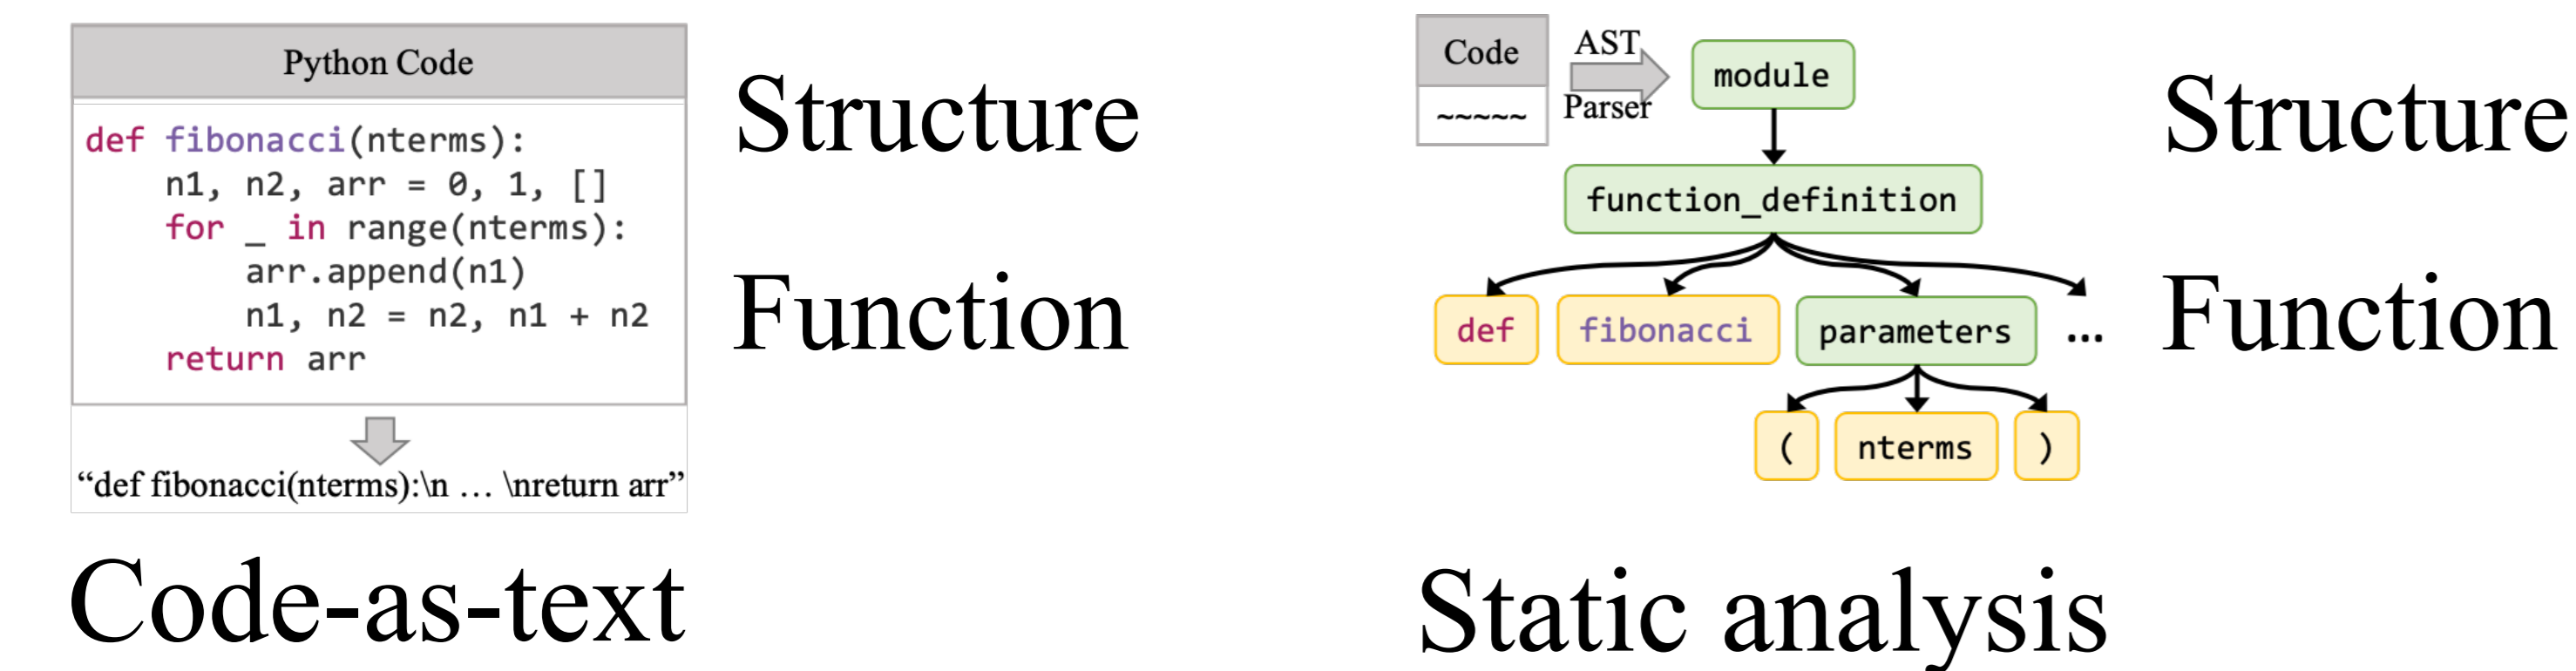 Python Code
def fibonacci(nterms):
    n1, n2, arr = 0, 1, []
    for _ in range(nterms):
        arr.append(n1)
        n1, n2 = n2, n1 + n2
    return arr
“def fibonacci(nterms):\n … \nreturn arr”
Structure
Function
Code-as-text
Code
~~~~~
AST
Parser
module
function_definition
def fibonacci parameters ...
( nterms )
Structure
Function
Static analysis